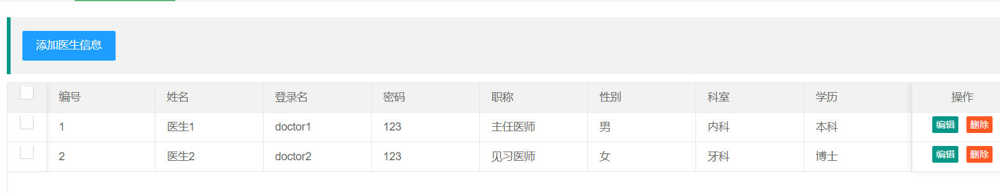 添加医生信息
编号 姓名 登录名 密码 职称 性别 科室 学历 操作
1 医生1 doctor1 123 主任医师 男 内科 本科 编辑 删除
2 医生2 doctor2 123 见习医师 女 牙科 博士 编辑 删除